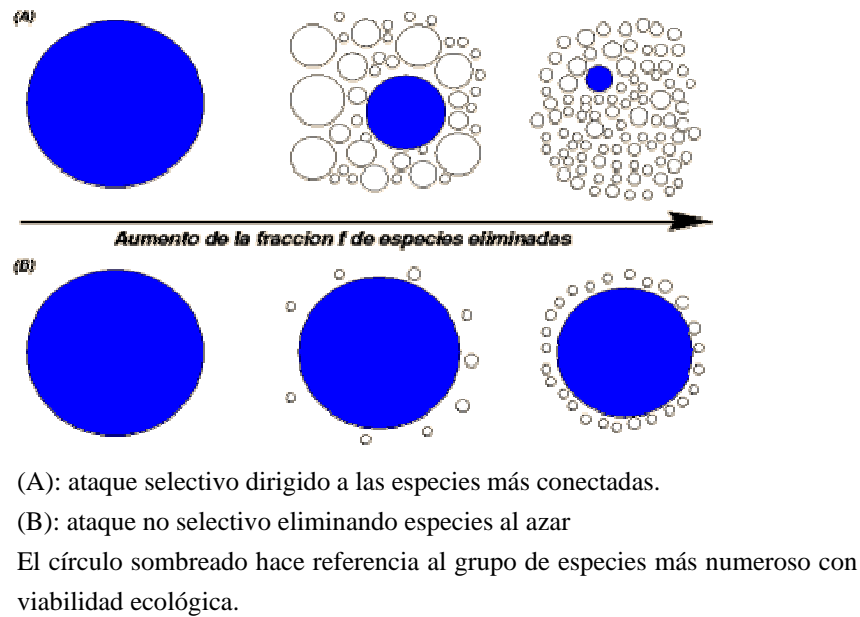 (A)
Aumento de la fraccion f de especies eliminadas
(B)
(A): ataque selectivo dirigido a las especies más conectadas.
(B): ataque no selectivo eliminando especies al azar
El círculo sombreado hace referencia al grupo de especies más numeroso con
viabilidad ecológica.